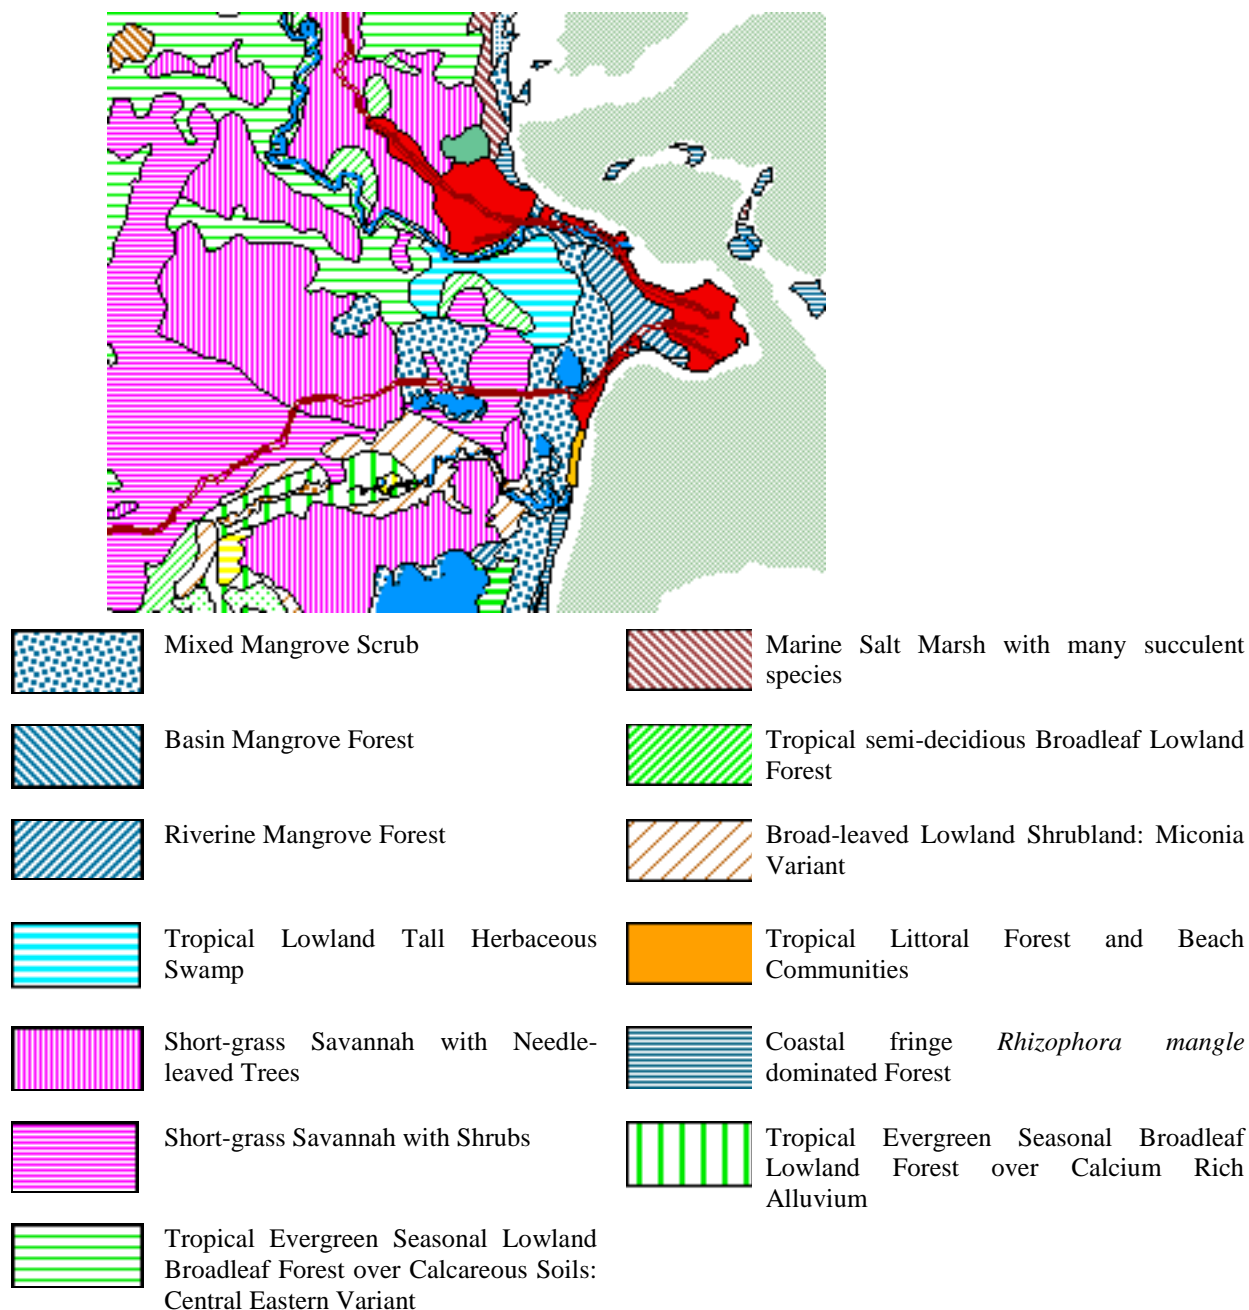 Mixed Mangrove Scrub
Basin Mangrove Forest
Riverine Mangrove Forest
Tropical Lowland Tall Herbaceous
Swamp
Short-grass Savannah with Needle-
leaved Trees
Short-grass Savannah with Shrubs
Tropical Evergreen Seasonal Lowland
Broadleaf Forest over Calcareous Soils:
Central Eastern Variant
Marine Salt Marsh with many succulent
species
Tropical semi-decidious Broadleaf Lowland
Forest
Broad-leaved Lowland Shrubland: Miconia
Variant
Tropical Littoral Forest and Beach
Communities
Coastal fringe Rhizophora mangle
dominated Forest
Tropical Evergreen Seasonal Broadleaf
Lowland Forest over Calcium Rich
Alluvium